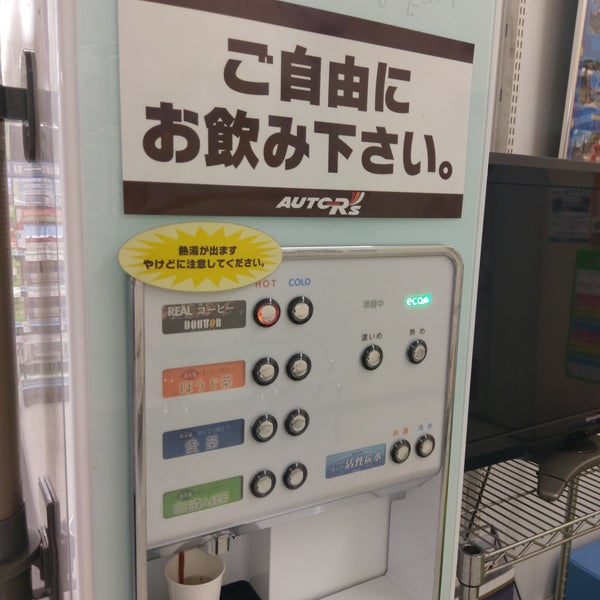 ご自由に
お飲み下さい。
AUTOR's
熱湯が出ます
やけどに注意してください。
HOT COLD
REAL コーヒー
DOUTOR
準備中
eco
濃いめ
熱め
ほうじ茶
麦茶
お湯 冷水
活性炭水